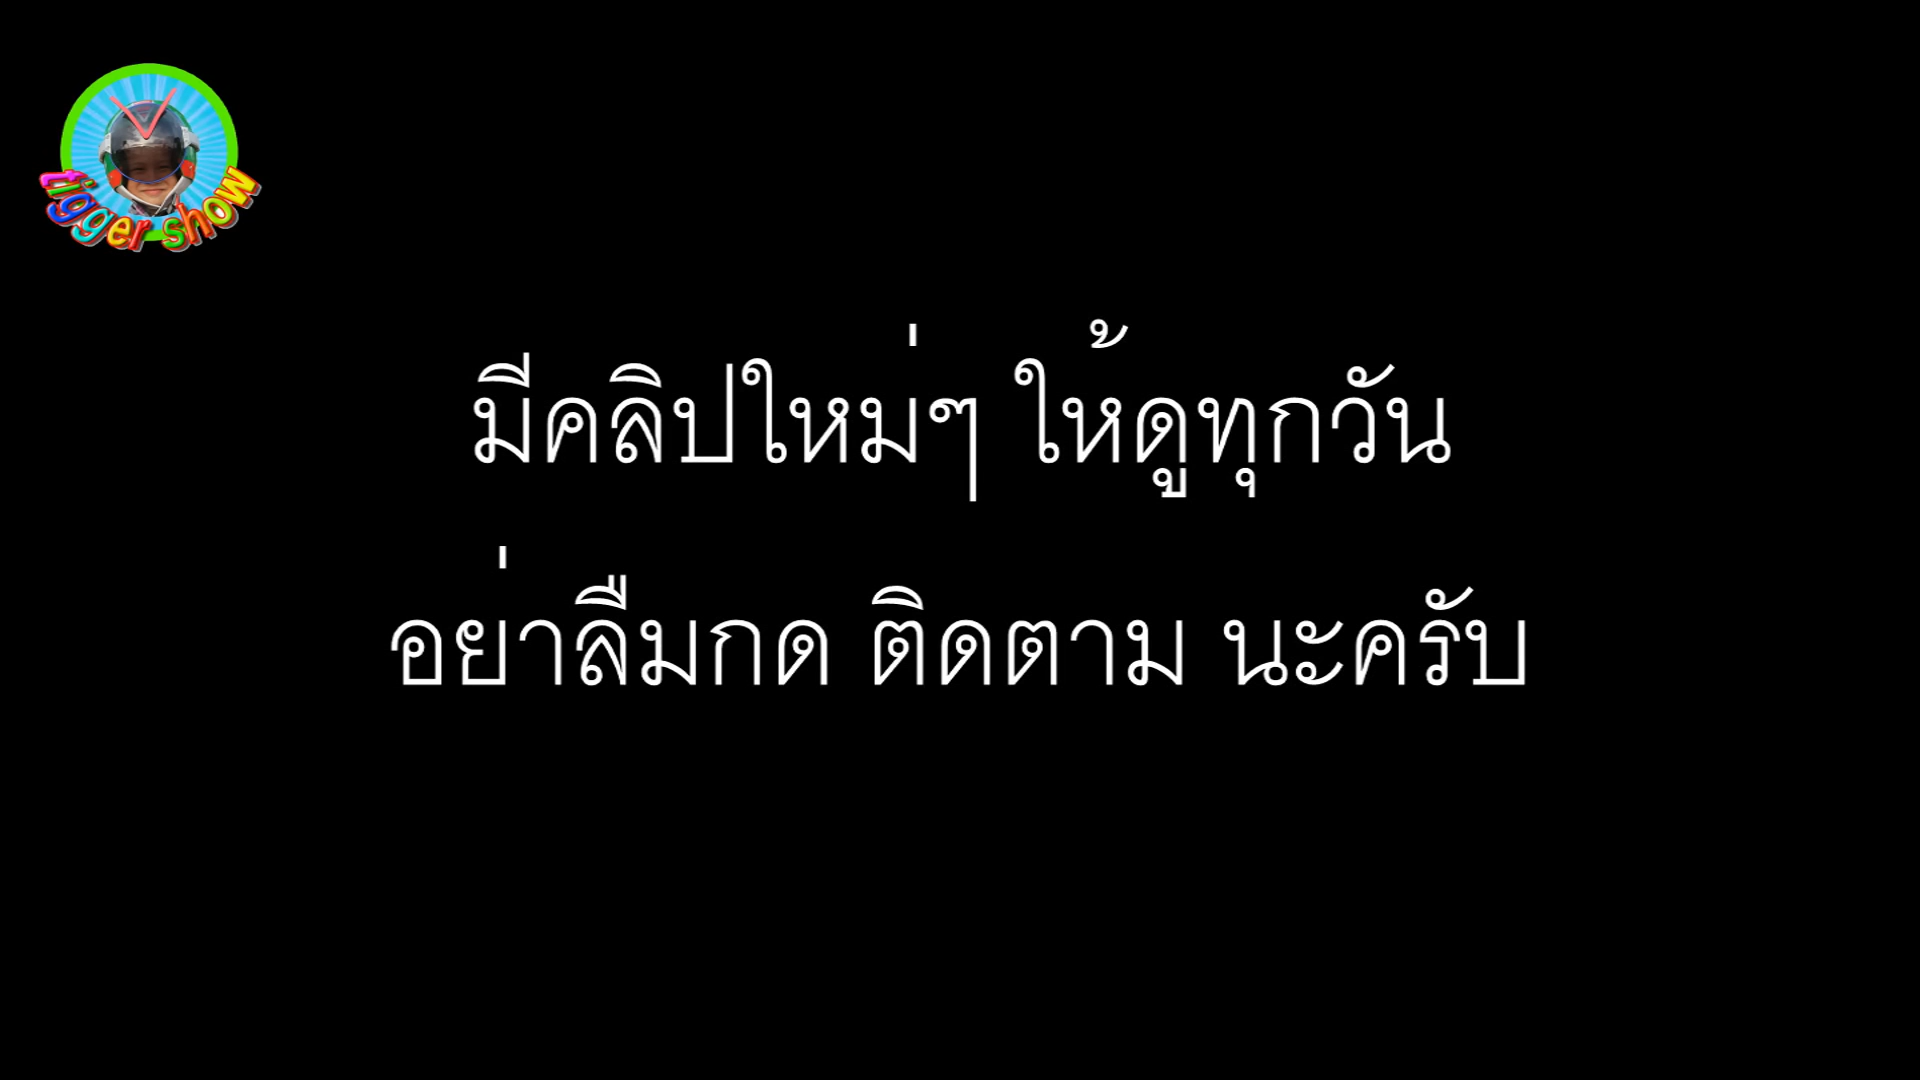 tigger show
มีคลิปใหม่ๆ ให้ดูทุกวัน
อย่าลืมกด ติดตาม นะครับ